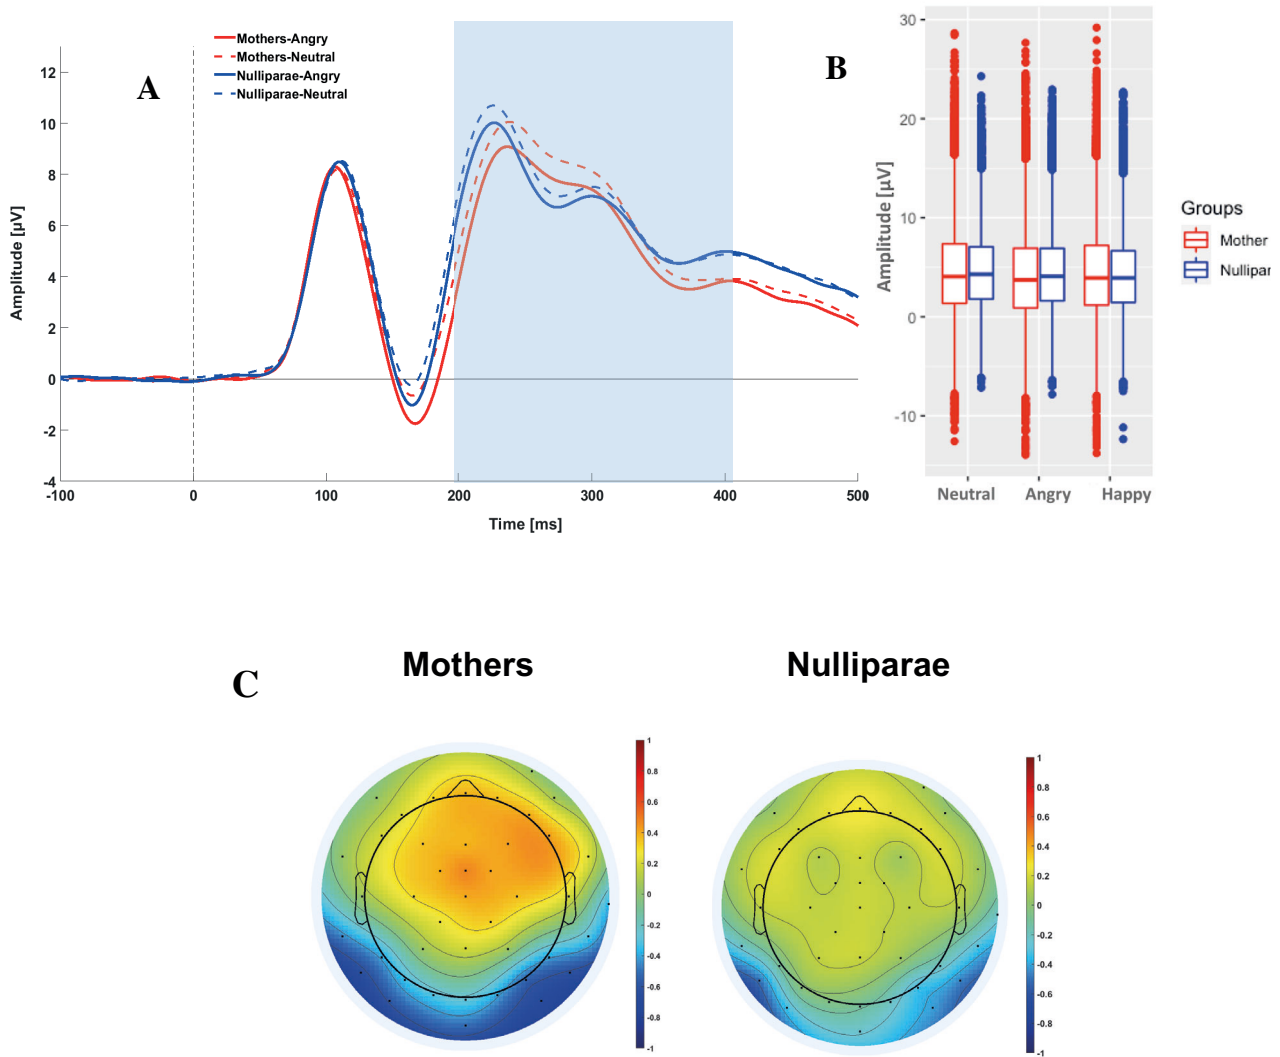 A
Mothers-Angry
Mothers-Neutral
Nulliparae-Angry
Nulliparae-Neutral
12
10
8
6
4
2
0
-2
-4
Amplitude [µV]
-100
0
100
200
300
400
500
Time [ms]
B
30
20
10
0
-10
Amplitude [µV]
Neutral
Angry
Happy
Groups
Mother
Nullipar
C
Mothers
1
0.8
0.6
0.4
0.2
0
-0.2
-0.4
-0.6
-0.8
-1
Nulliparae
1
0.8
0.6
0.4
0.2
0
-0.2
-0.4
-0.6
-0.8
-1